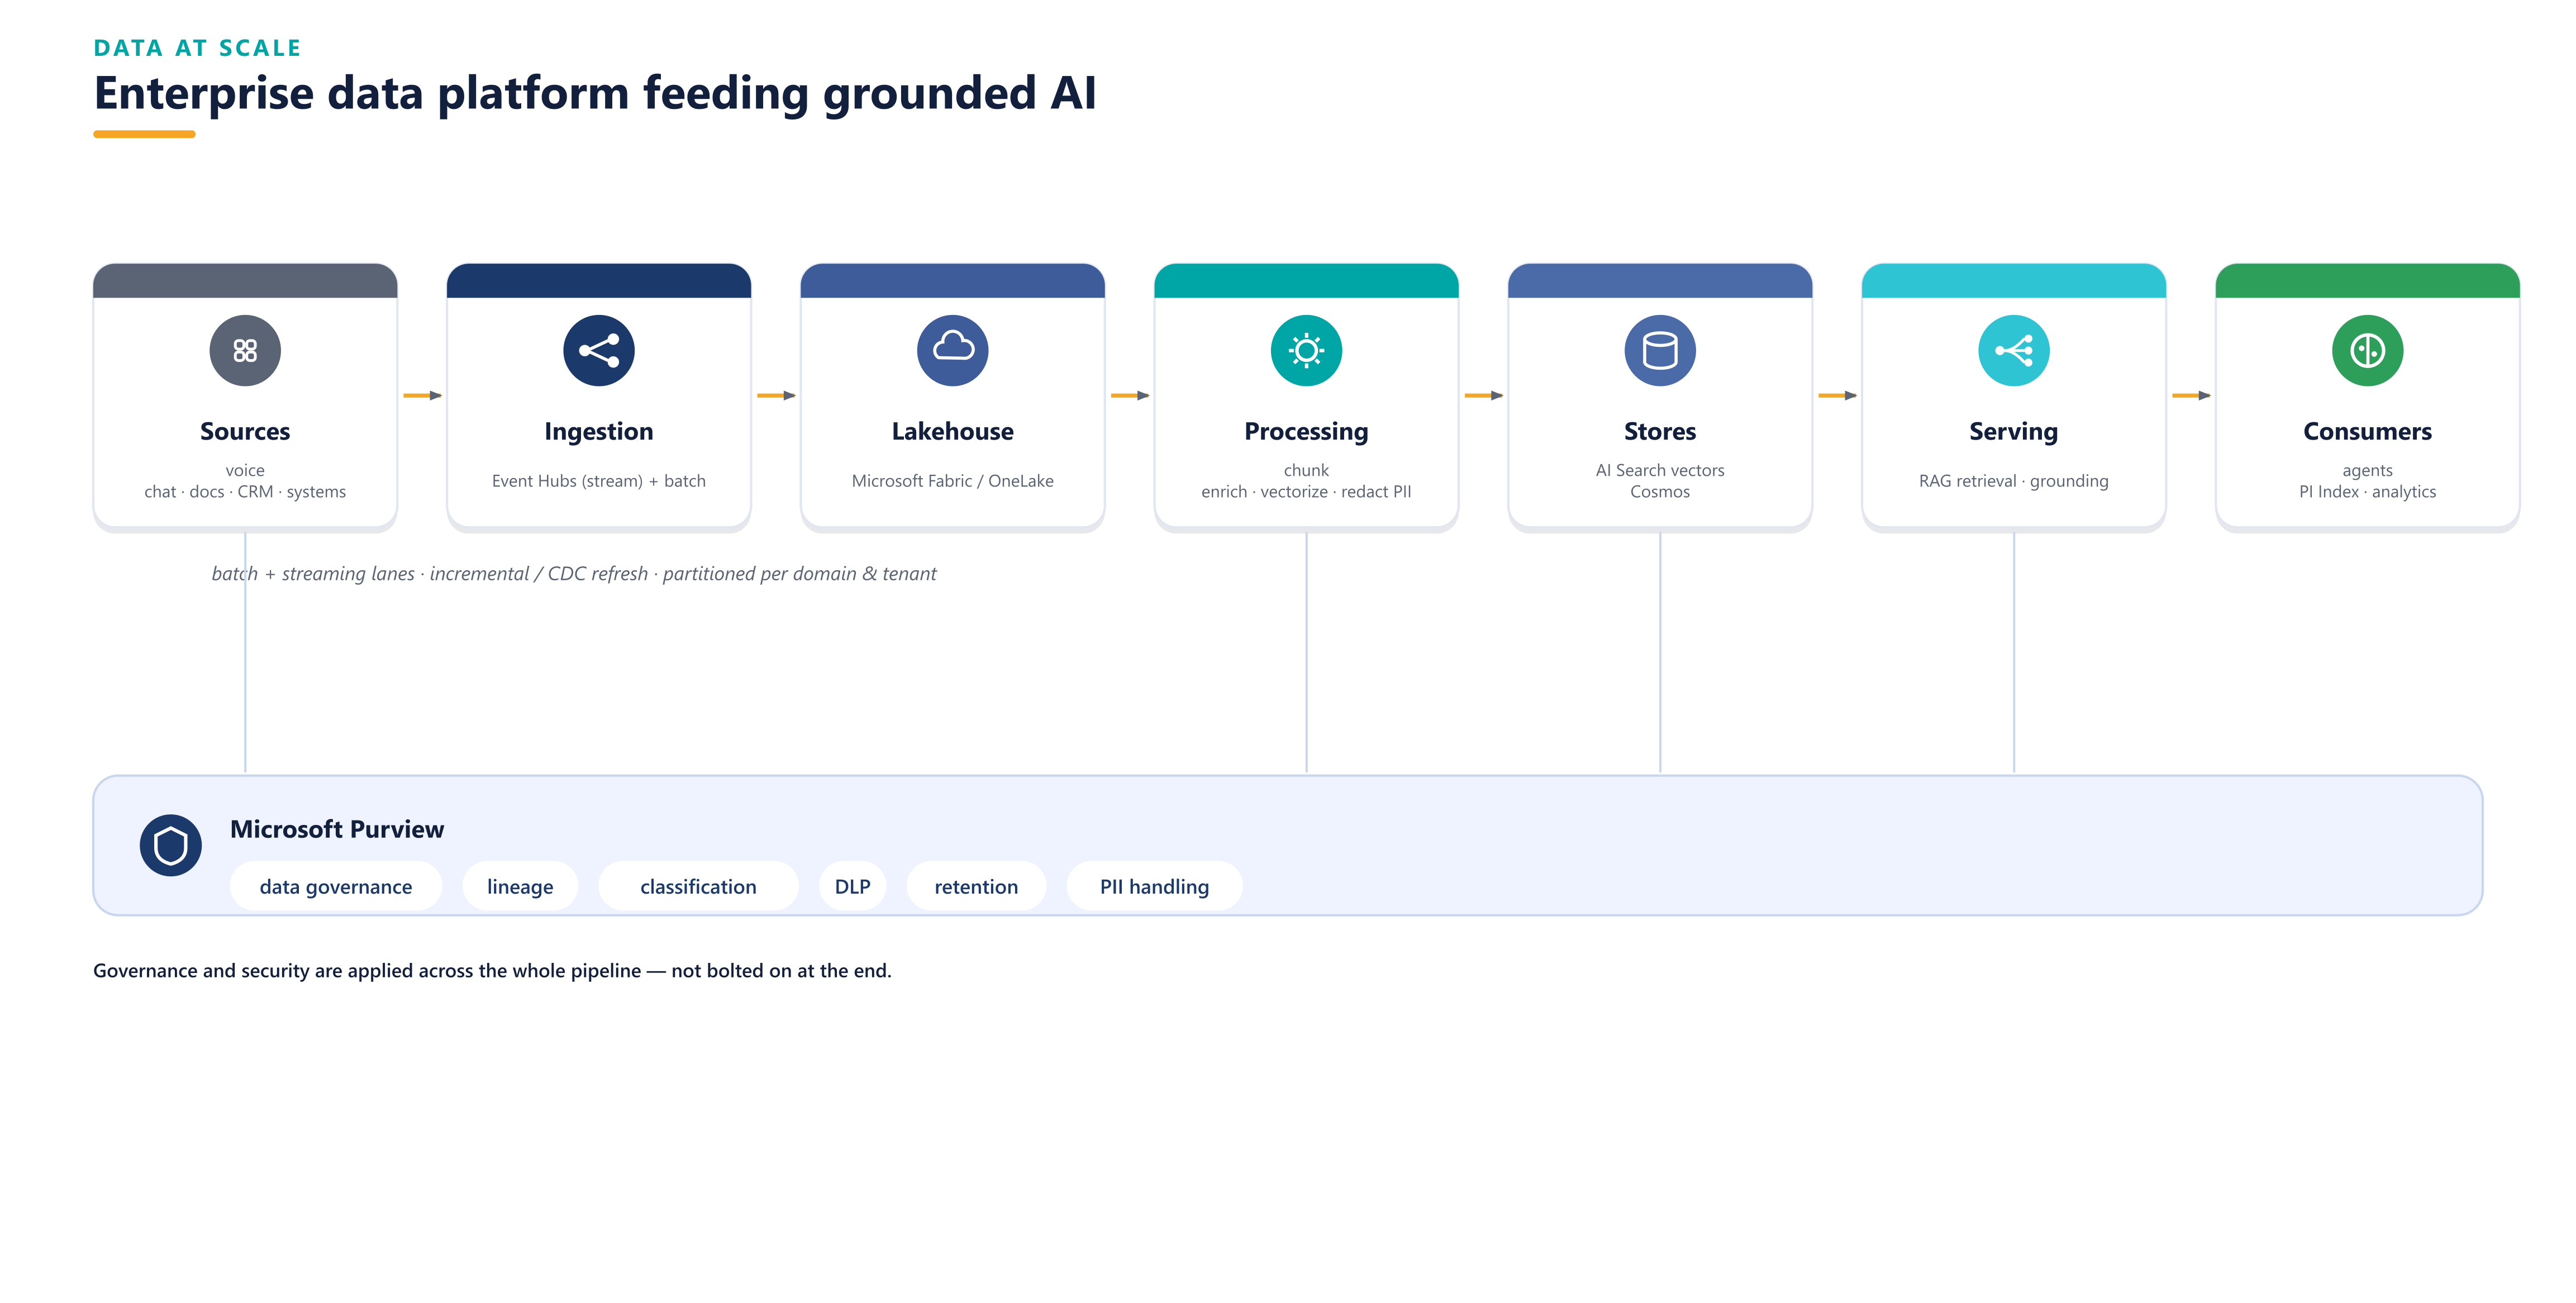 DATA AT SCALE
Enterprise data platform feeding grounded AI
Sources
voice
chat · docs · CRM · systems
Ingestion
Event Hubs (stream) + batch
Lakehouse
Microsoft Fabric / OneLake
Processing
chunk
enrich · vectorize · redact PII
Stores
AI Search vectors
Cosmos
Serving
RAG retrieval · grounding
Consumers
agents
PI Index · analytics
batch + streaming lanes · incremental / CDC refresh · partitioned per domain & tenant
Microsoft Purview
data governance
lineage
classification
DLP
retention
PII handling
Governance and security are applied across the whole pipeline — not bolted on at the end.